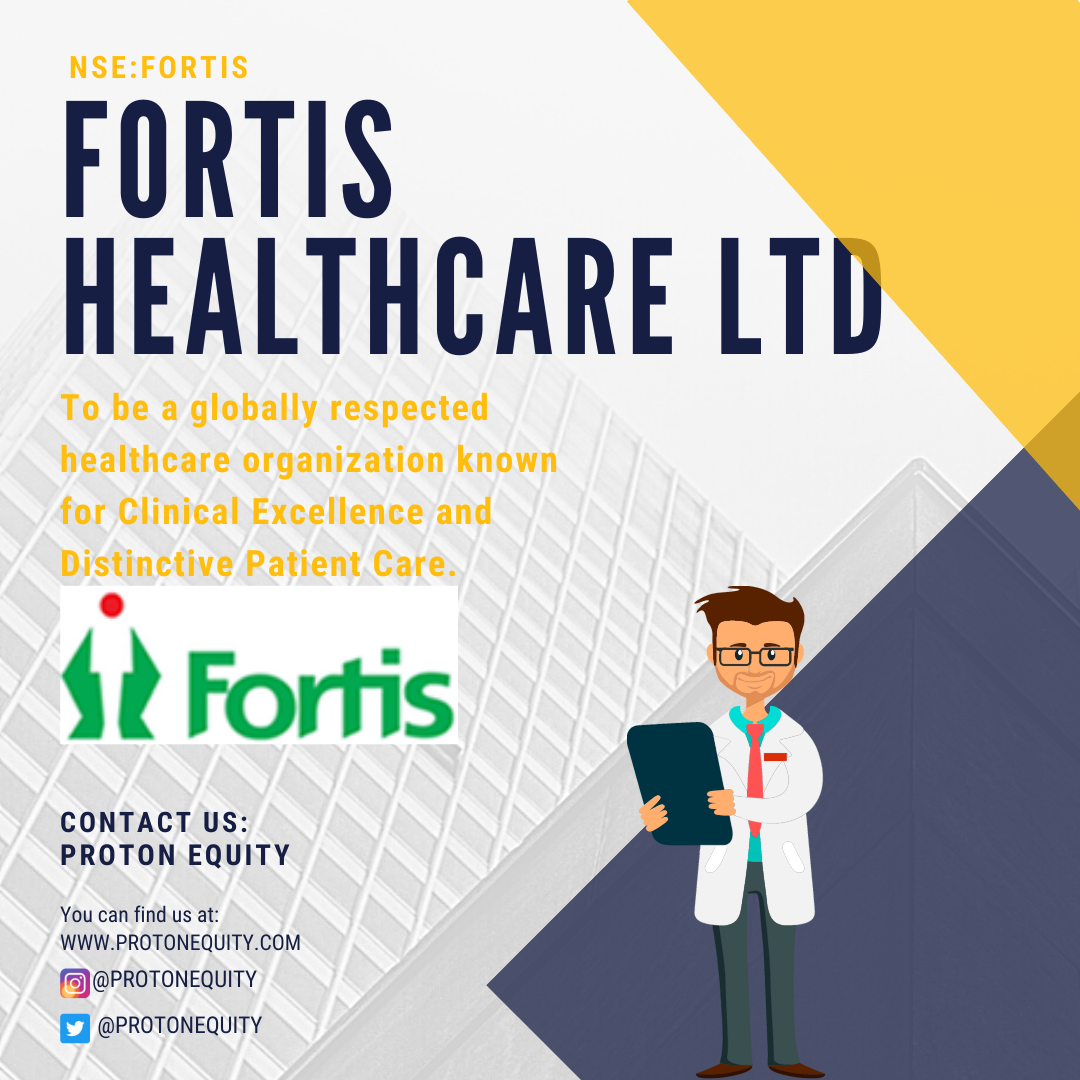 NSE:FORTIS
FORTIS
HEALTHCARE LTD
To be a globally respected
healthcare organization known
for Clinical Excellence and
Distinctive Patient Care.
Fortis
CONTACT US:
PROTON EQUITY
You can find us at:
WWW.PROTONEQUITY.COM
@PROTONEQUITY
@PROTONEQUITY